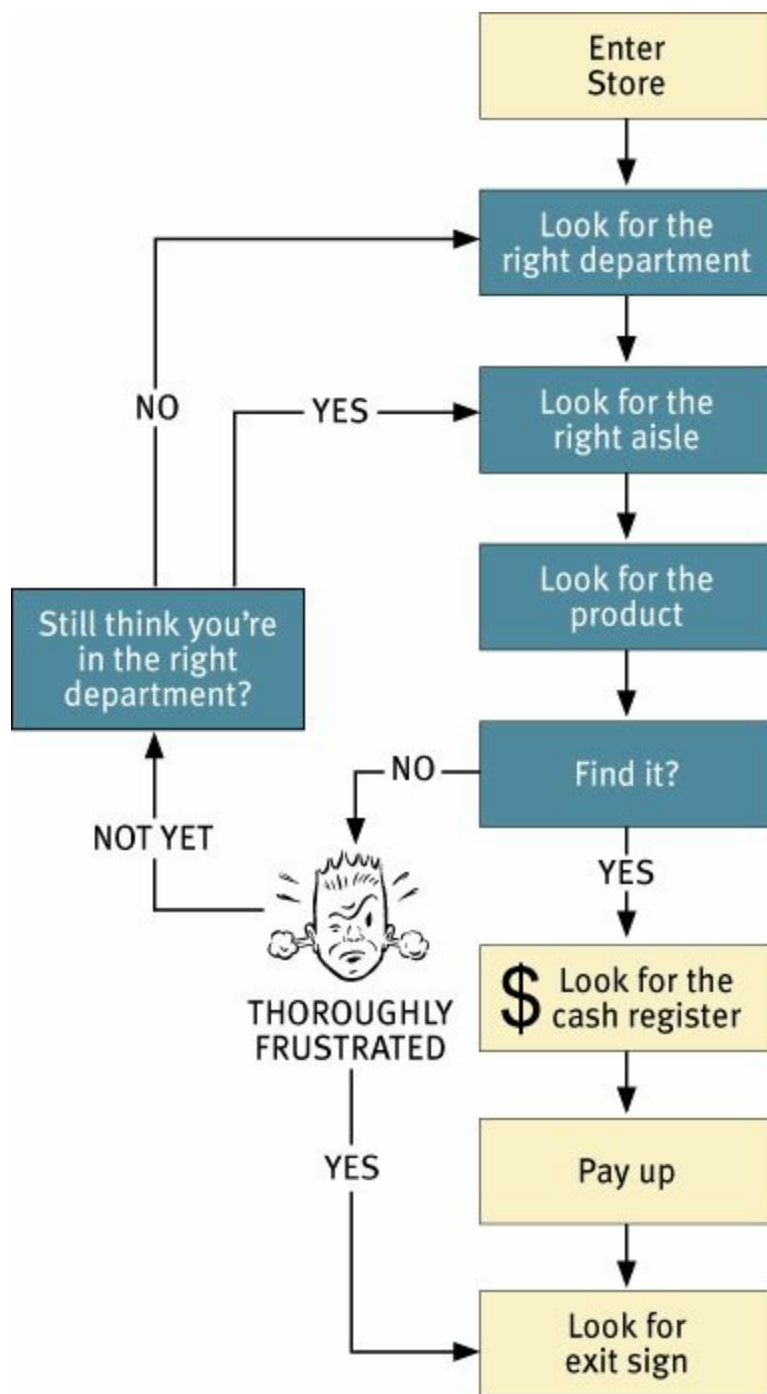 Enter
Store
Look for the
right department
NO
YES
Look for the
right aisle
Look for the
product
Still think you're
in the right
department?
NO
Find it?
NOT YET
YES
THOROUGHLY
FRUSTRATED
$ Look for the
cash register
YES
Pay up
Look for
exit sign